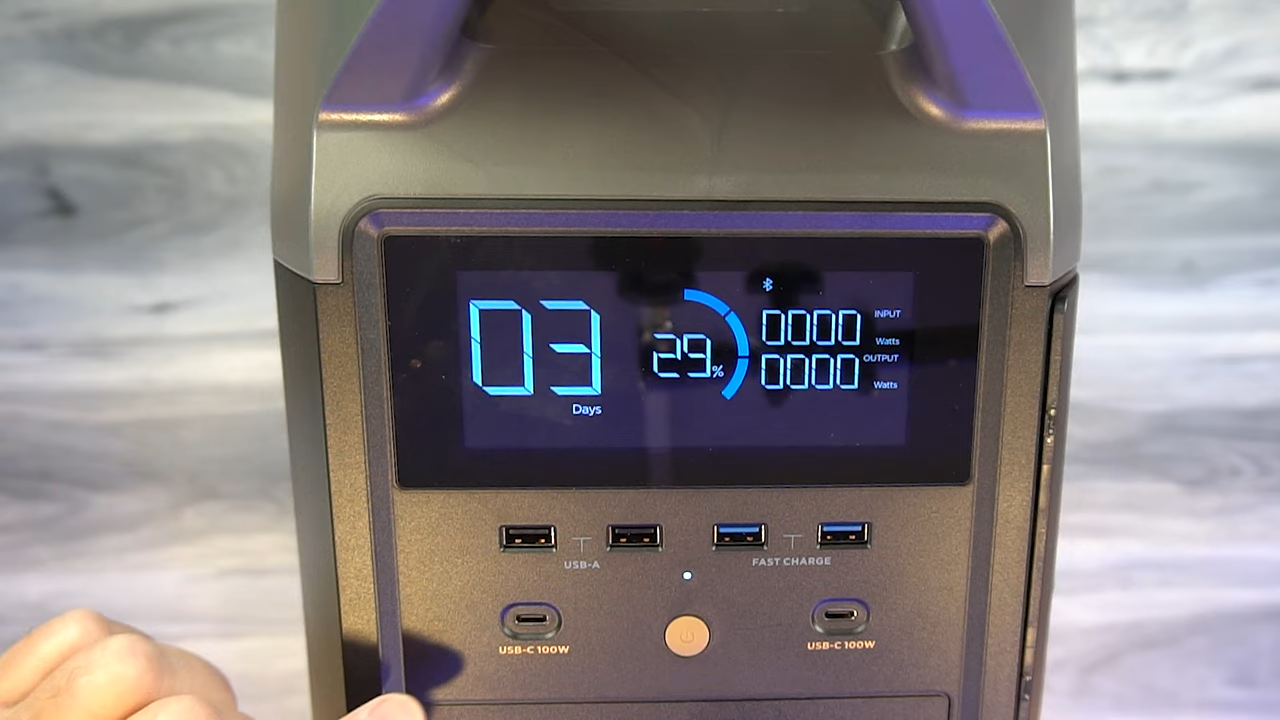 03
Days
29%
0000 INPUT
Watts
0000 OUTPUT
Watts
USB-A
FAST CHARGE
USB-C 100W
USB-C 100W